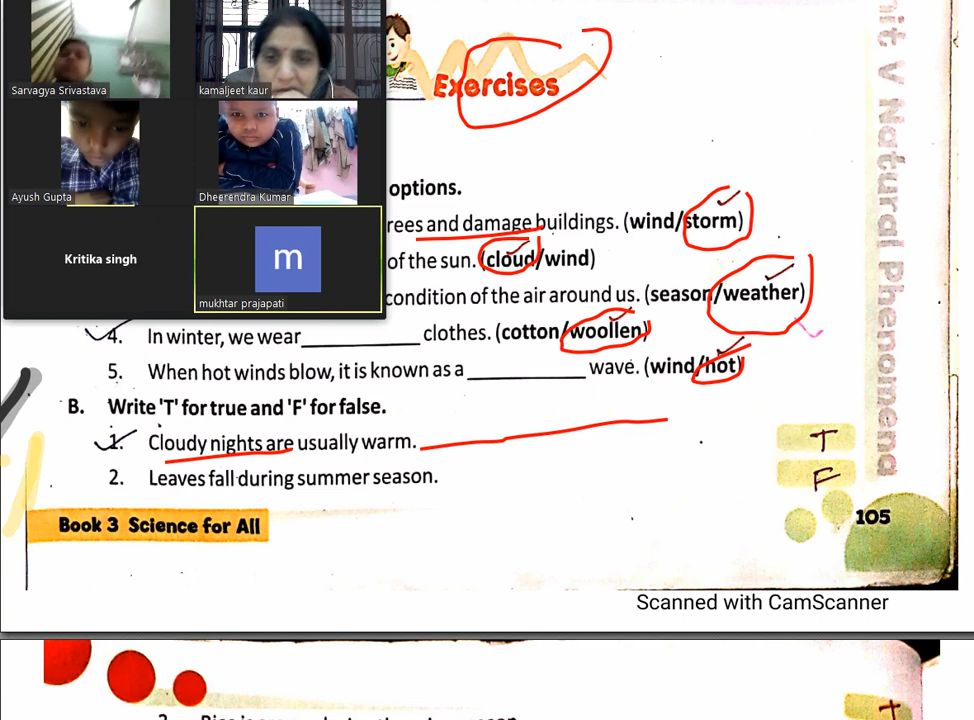 Sarvagya Srivastava
kamaljeet kaur
Ayush Gupta
Dheerendra Kumar
Kritika singh
m
mukhtar prajapati
Exercises
options.
rees and damage buildings. (wind/storm)
of the sun. (cloud/wind)
condition of the air around us. (season/weather)
4. In winter, we wear____________ clothes. (cotton/woollen)
5. When hot winds blow, it is known as a ____________ wave. (wind/hot)
B. Write 'T' for true and 'F' for false.
1. Cloudy nights are usually warm. T
2. Leaves fall during summer season. F
Book 3 Science for All
105
nit V Natural Phenomena
Scanned with CamScanner
T